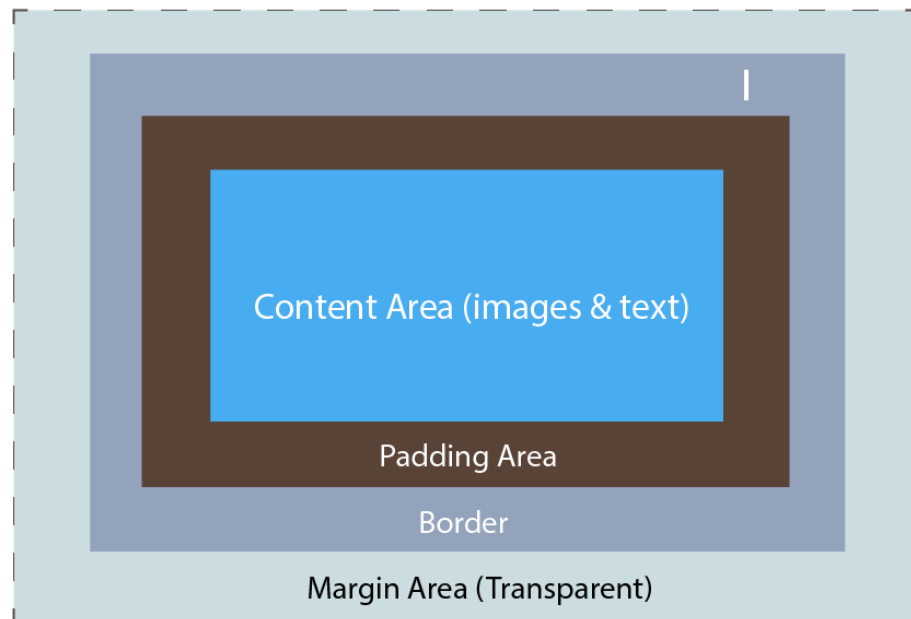 Content Area (images & text)
Padding Area
Border
Margin Area (Transparent)